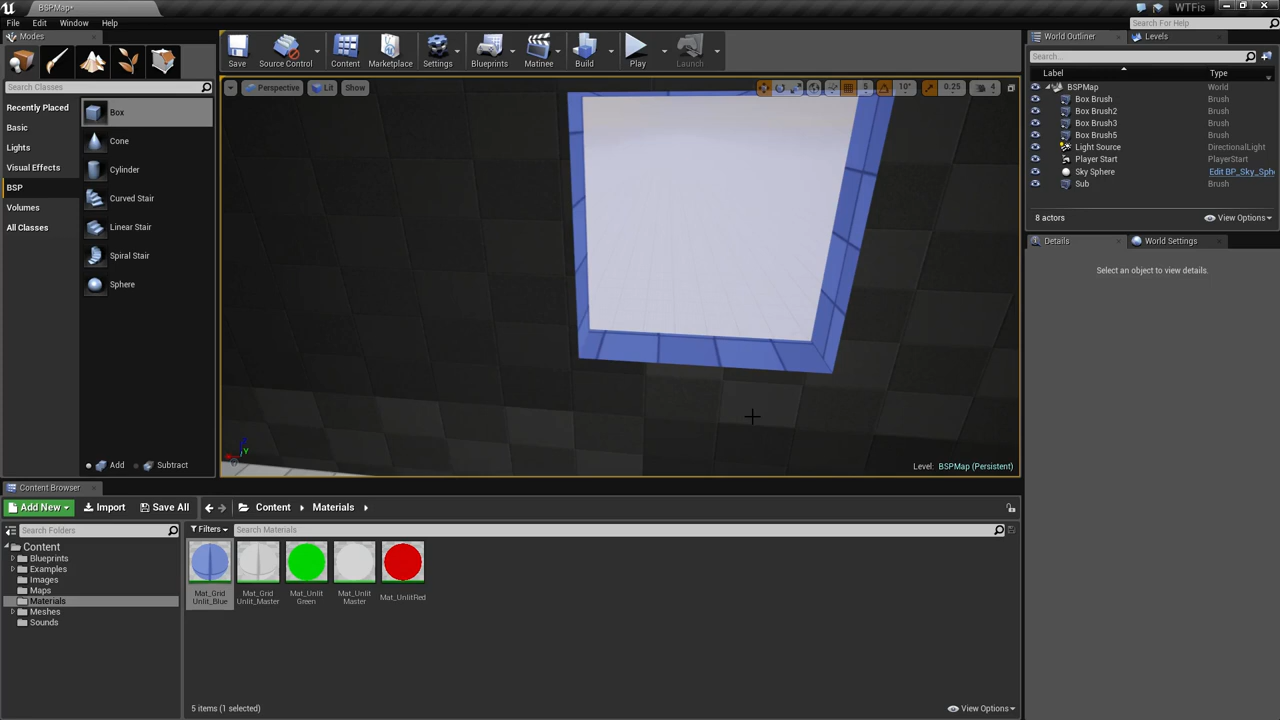 BSPMap*
WTFis
File Edit Window Help
Search For Help
Modes
Search Classes
Recently Placed
Basic
Lights
Visual Effects
BSP
Volumes
All Classes
Box
Cone
Cylinder
Curved Stair
Linear Stair
Spiral Stair
Sphere
Add Subtract
Save Source Control Content Marketplace Settings Blueprints Matinee Build Play Launch
Perspective Lit Show
5 10° 0.25 4
Level: BSPMap (Persistent)
World Outliner Levels
Search...
Label Type
BSPMap World
Box Brush Brush
Box Brush2 Brush
Box Brush3 Brush
Box Brush5 Brush
Light Source DirectionalLight
Player Start PlayerStart
Sky Sphere Edit BP_Sky_Sph
Sub Brush
8 actors View Options
Details World Settings
Select an object to view details.
Content Browser
Add New Import Save All Content Materials
Search Folders
Filters Search Materials
Content
Blueprints
Examples
Images
Maps
Materials
Meshes
Sounds
Mat_Grid
Unlit_Blue
Mat_Grid
Unlit_Master
Mat_Unlit
Green
Mat_Unlit
Master
Mat_UnlitRed
5 items (1 selected) View Options